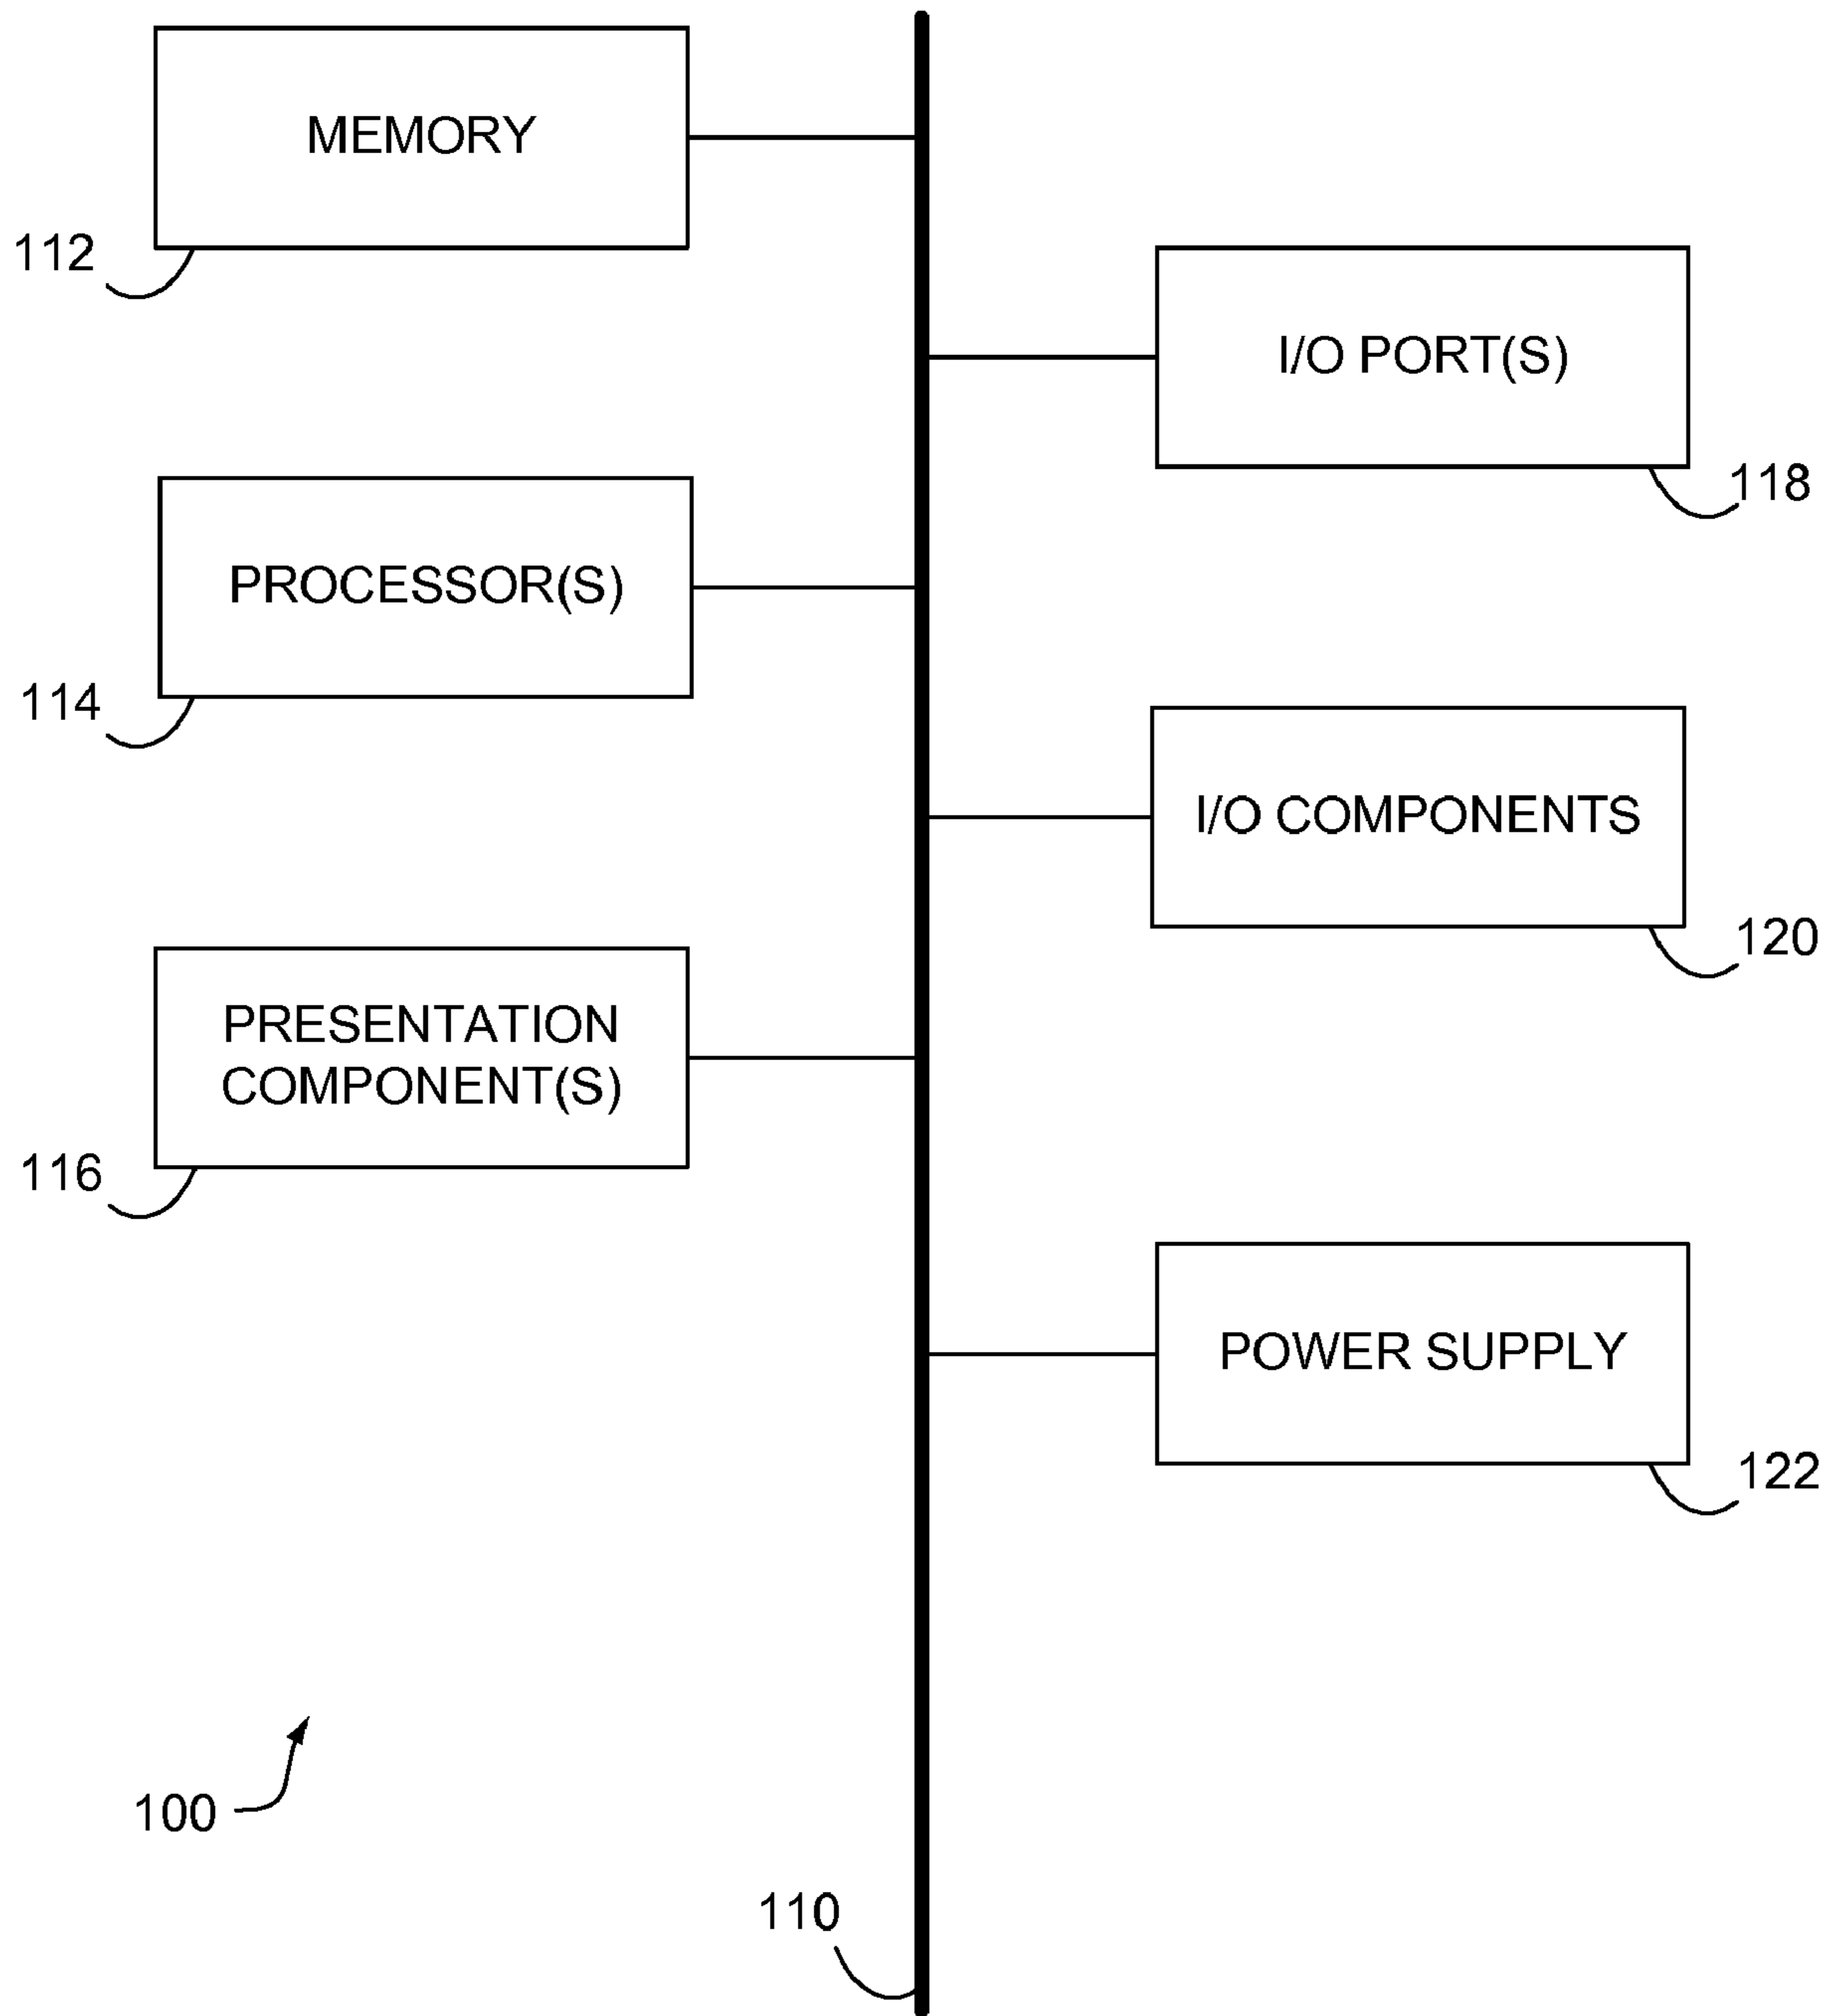 MEMORY
112
I/O PORT(S)
118
PROCESSOR(S)
114
I/O COMPONENTS
120
PRESENTATION
COMPONENT(S)
116
POWER SUPPLY
122
100
110